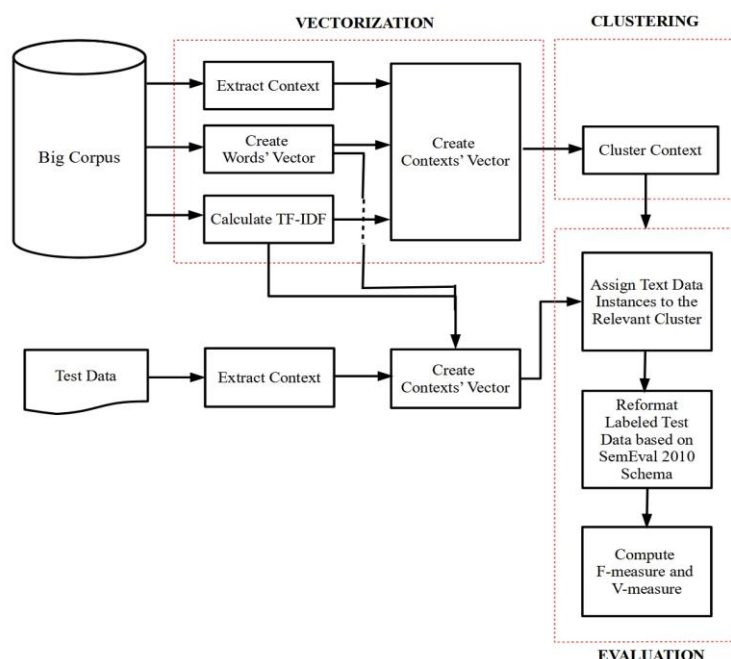 VECTORIZATION
CLUSTERING
Big Corpus
Extract Context
Create
Words' Vector
Calculate TF-IDF
Create
Contexts' Vector
Cluster Context
Assign Text Data
Instances to the
Relevant Cluster
Test Data
Extract Context
Create
Contexts' Vector
Reformat
Labeled Test
Data based on
SemEval 2010
Schema
Compute
F-measure and
V-measure
EVALUATION